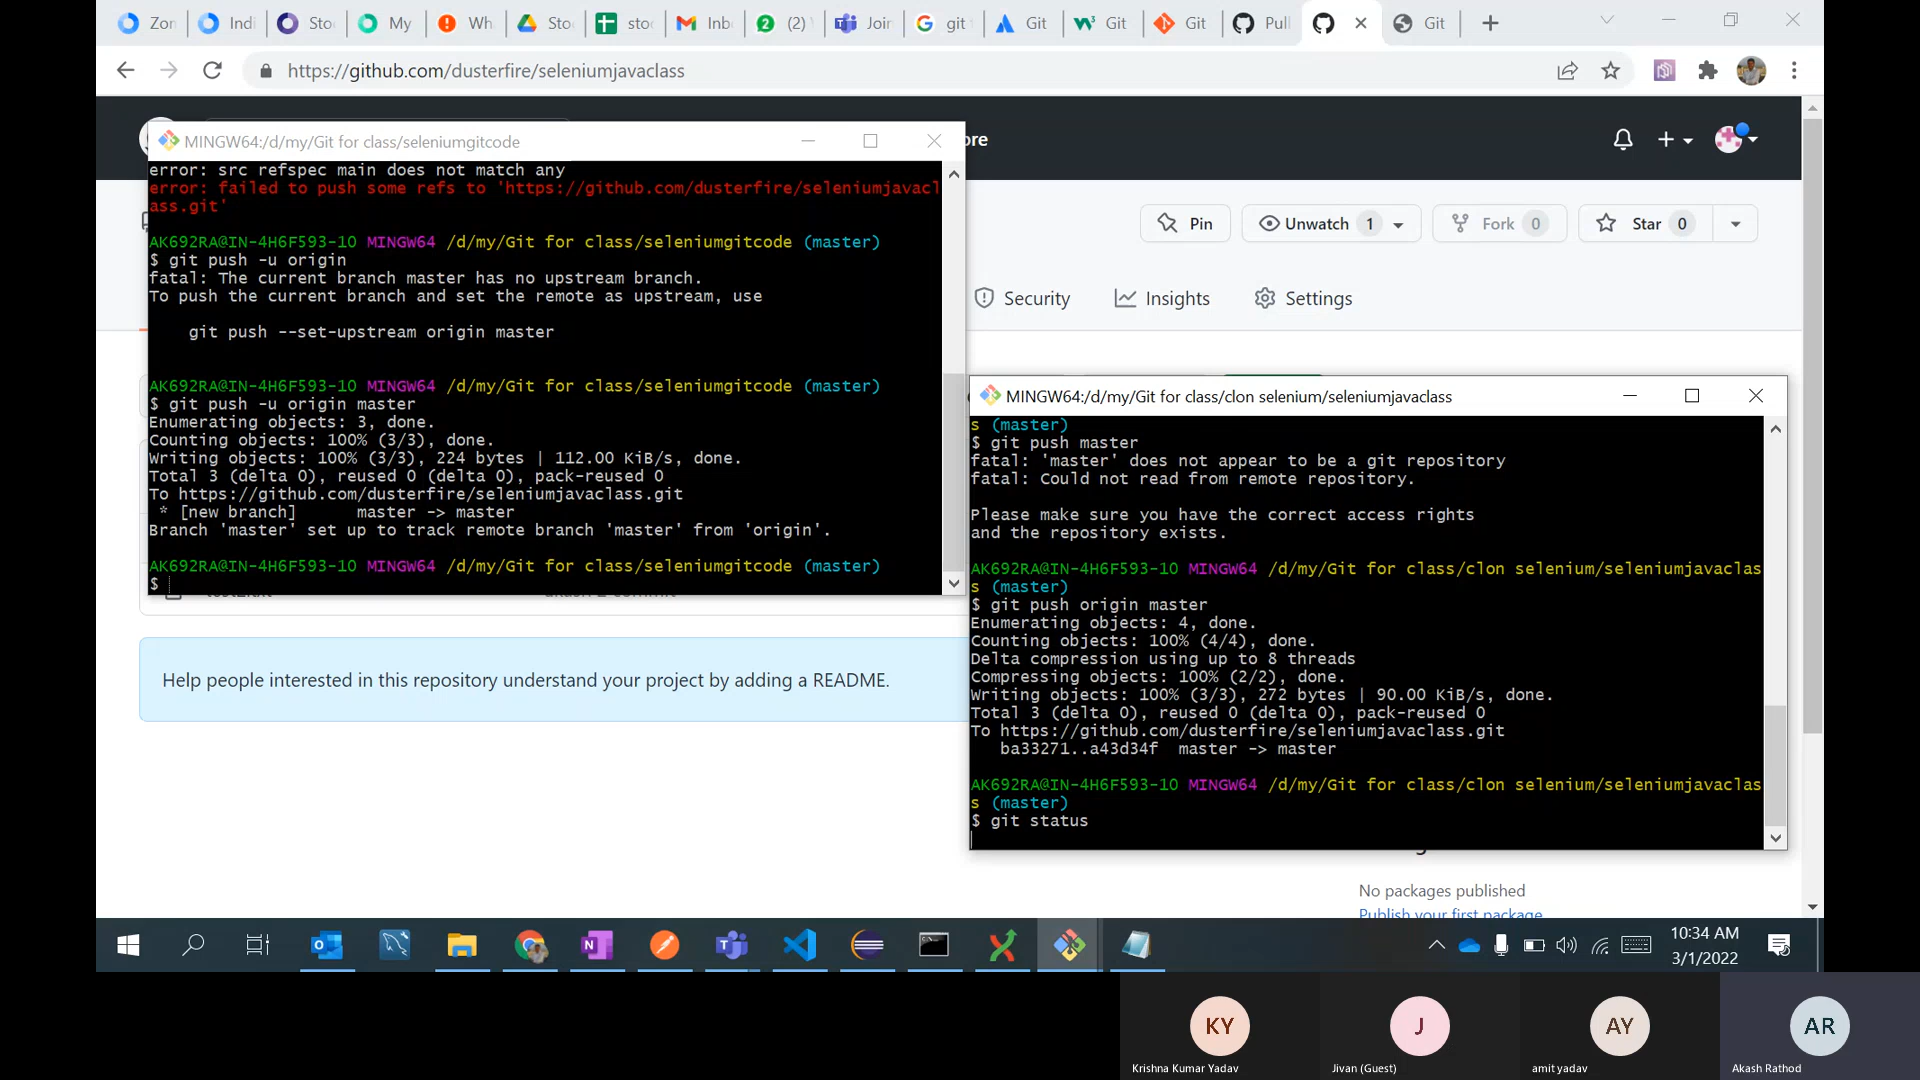 Zon
Indi
Sto
My
Wh
Sto
sto
Inb
2
(2)
Join
git
Git
Git
Git
Pull
Git
https://github.com/dusterfire/seleniumjavaclass
ore
MINGW64:/d/my/Git for class/seleniumgitcode
error: src refspec main does not match any
error: failed to push some refs to 'https://github.com/dusterfire/seleniumjavacl
ass.git'
AK692RA@IN-4H6F593-10 MINGW64 /d/my/Git for class/seleniumgitcode (master)
$ git push -u origin
fatal: The current branch master has no upstream branch.
To push the current branch and set the remote as upstream, use
git push --set-upstream origin master
AK692RA@IN-4H6F593-10 MINGW64 /d/my/Git for class/seleniumgitcode (master)
$ git push -u origin master
Enumerating objects: 3, done.
Counting objects: 100% (3/3), done.
Writing objects: 100% (3/3), 224 bytes | 112.00 KiB/s, done.
Total 3 (delta 0), reused 0 (delta 0), pack-reused 0
To https://github.com/dusterfire/seleniumjavaclass.git
* [new branch]      master -> master
Branch 'master' set up to track remote branch 'master' from 'origin'.
AK692RA@IN-4H6F593-10 MINGW64 /d/my/Git for class/seleniumgitcode (master)
$
Pin
Unwatch 1
Fork 0
Star 0
Security
Insights
Settings
MINGW64:/d/my/Git for class/clon selenium/seleniumjavaclass
s (master)
$ git push master
fatal: 'master' does not appear to be a git repository
fatal: Could not read from remote repository.
Please make sure you have the correct access rights
and the repository exists.
AK692RA@IN-4H6F593-10 MINGW64 /d/my/Git for class/clon selenium/seleniumjavaclas
s (master)
$ git push origin master
Enumerating objects: 4, done.
Counting objects: 100% (4/4), done.
Delta compression using up to 8 threads
Compressing objects: 100% (2/2), done.
Writing objects: 100% (3/3), 272 bytes | 90.00 KiB/s, done.
Total 3 (delta 0), reused 0 (delta 0), pack-reused 0
To https://github.com/dusterfire/seleniumjavaclass.git
ba33271..a43d34f  master -> master
AK692RA@IN-4H6F593-10 MINGW64 /d/my/Git for class/clon selenium/seleniumjavaclas
s (master)
$ git status
Help people interested in this repository understand your project by adding a README.
No packages published
Publish your first package
10:34 AM
3/1/2022
KY
Krishna Kumar Yadav
J
Jivan (Guest)
AY
amit yadav
AR
Akash Rathod